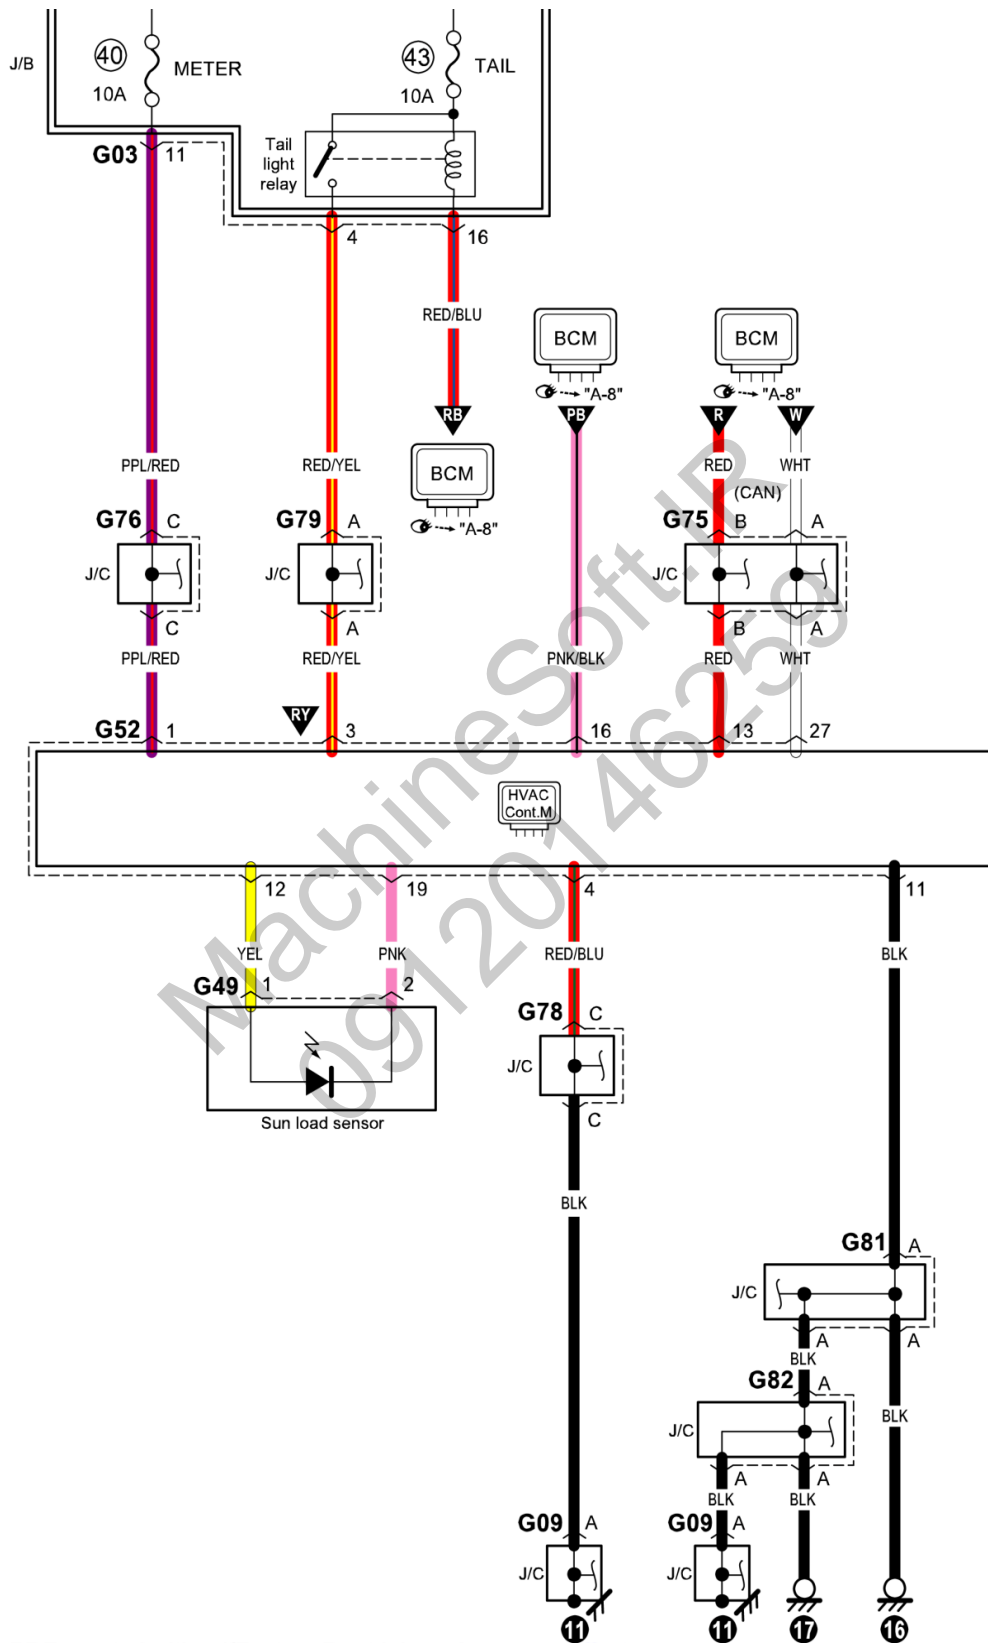 J/B
40
METER
10A
43
TAIL
10A
Tail
light
relay
G03
11
4
16
RED/BLU
BCM
"A-8"
BCM
"A-8"
RB
PB
R
W
BCM
"A-8"
PPL/RED
RED/YEL
RED
WHT
(CAN)
G76
C
G79
A
G75
B
A
J/C
J/C
J/C
C
A
B
A
PPL/RED
RED/YEL
PNK/BLK
RED
WHT
RY
G52
1
3
16
13
27
HVAC
Cont.M
12
19
4
11
YEL
PNK
RED/BLU
BLK
G49
1
2
G78
C
J/C
Sun load sensor
C
BLK
G81
A
J/C
A
A
BLK
G82
A
BLK
J/C
A
A
BLK
BLK
G09
A
G09
A
J/C
J/C
11
11
17
16
MachineSoft.IR
09120146259